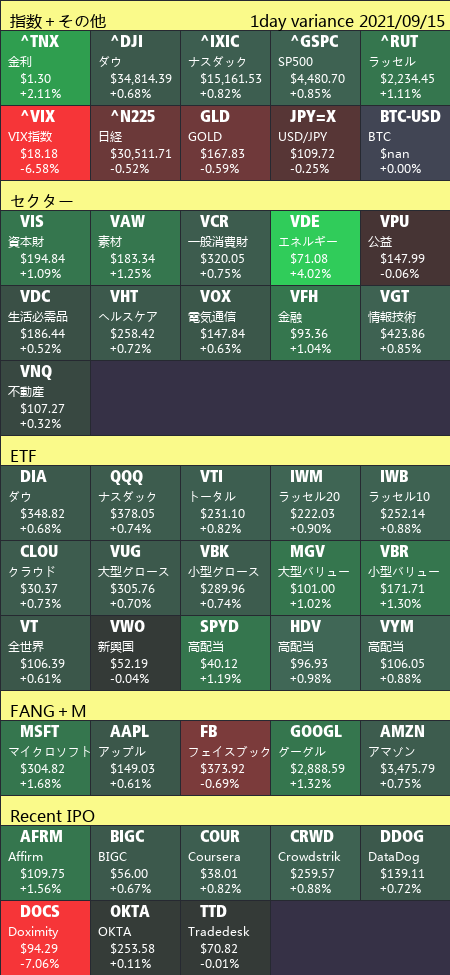 指数＋その他 1day variance 2021/09/15
^TNX ^DJI ^IXIC ^GSPC ^RUT
金利 ダウ ナスダック SP500 ラッセル
$1.30 $34,814.39 $15,161.53 $4,480.70 $2,234.45
+2.11% +0.68% +0.82% +0.85% +1.11%
^VIX ^N225 GLD JPY=X BTC-USD
VIX指数 日経 GOLD USD/JPY BTC
$18.18 $30,511.71 $167.83 $109.72 $nan
-6.58% -0.52% -0.59% -0.25% +0.00%
セクター
VIS VAW VCR VDE VPU
資本財 素材 一般消費財 エネルギー 公益
$194.84 $183.34 $320.05 $71.08 $147.99
+1.09% +1.25% +0.75% +4.02% -0.06%
VDC VHT VOX VFH VGT
生活必需品 ヘルスケア 電気通信 金融 情報技術
$186.44 $258.42 $147.84 $93.36 $423.86
+0.52% +0.72% +0.63% +1.04% +0.85%
VNQ
不動産
$107.27
+0.32%
ETF
DIA QQQ VTI IWM IWB
ダウ ナスダック トータル ラッセル20 ラッセル10
$348.82 $378.05 $231.10 $222.03 $252.14
+0.68% +0.74% +0.82% +0.90% +0.88%
CLOU VUG VBK MGV VBR
クラウド 大型グロース 小型グロース 大型バリュー 小型バリュー
$30.37 $305.76 $289.96 $101.00 $171.71
+0.73% +0.70% +0.74% +1.02% +1.30%
VT VWO SPYD HDV VYM
全世界 新興国 高配当 高配当 高配当
$106.39 $52.19 $40.12 $96.93 $106.05
+0.61% -0.04% +1.19% +0.98% +0.88%
FANG＋M
MSFT AAPL FB GOOGL AMZN
マイクロソフト アップル フェイスブック グーグル アマゾン
$304.82 $149.03 $373.92 $2,888.59 $3,475.79
+1.68% +0.61% -0.69% +1.32% +0.75%
Recent IPO
AFRM BIGC COUR CRWD DDOG
Affirm BIGC Coursera Crowdstrik DataDog
$109.75 $56.00 $38.01 $259.57 $139.11
+1.56% +0.67% +0.82% +0.88% +0.72%
DOCS OKTA TTD
Doximity OKTA Tradedesk
$94.29 $253.58 $70.82
-7.06% +0.11% -0.01%